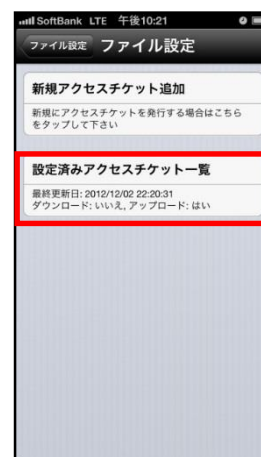 SoftBank LTE 午後10:21
ファイル設定 ファイル設定
新規アクセスチケット追加
新規にアクセスチケットを発行する場合はこちら
をタップして下さい
設定済みアクセスチケット一覧
最終更新日: 2012/12/02 22:20:31
ダウンロード: いいえ, アップロード: はい